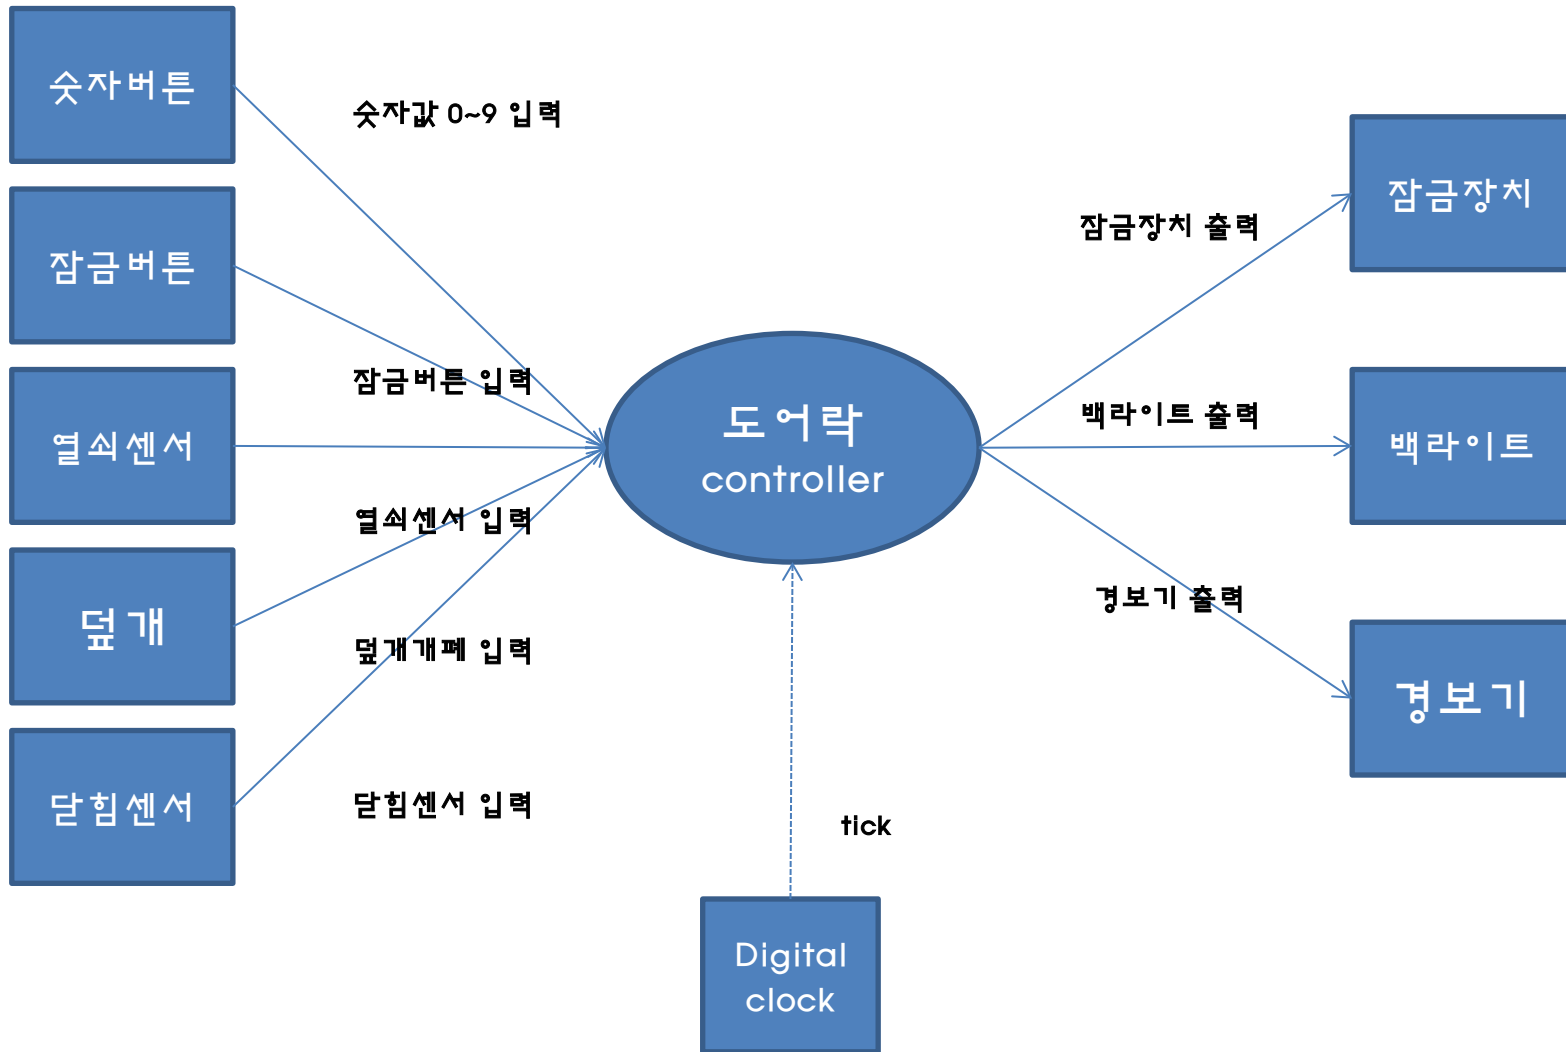 숫자버튼
숫자값 0~9 입력
잠금버튼
잠금버튼 입력
열쇠센서
열쇠센서 입력
덮개
덮개개폐 입력
닫힘센서
닫힘센서 입력
도어락
controller
tick
Digital
clock
잠금장치 출력
잠금장치
백라이트 출력
백라이트
경보기 출력
경보기